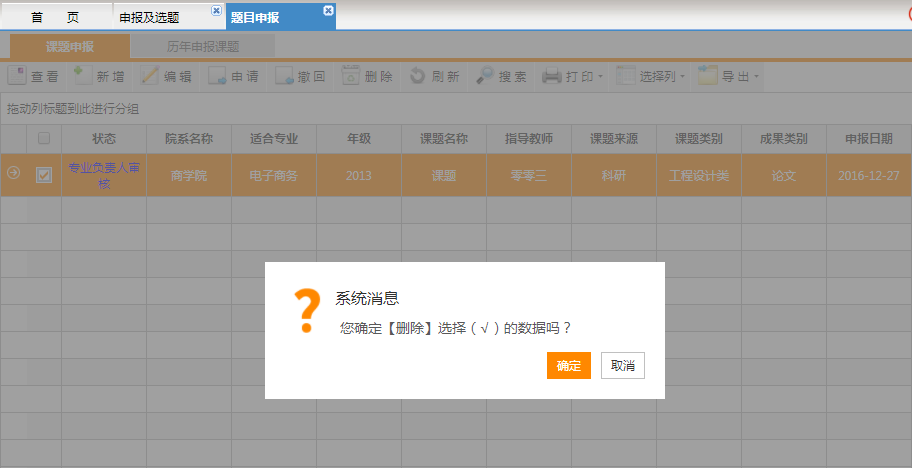 首 页 申报及选题 题目申报
课题申报 历年申报课题
查看 新增 编辑 申请 撤回 删除 刷新 搜索 打印 选择列 导出
拖动列标题到此进行分组
状态 院系名称 适合专业 年级 课题名称 指导教师 课题来源 课题类别 成果类别 申报日期
专业负责人审核 商学院 电子商务 2013 课题 零零三 科研 工程设计类 论文 2016-12-27
系统消息
您确定【删除】选择（√）的数据吗？
确定 取消